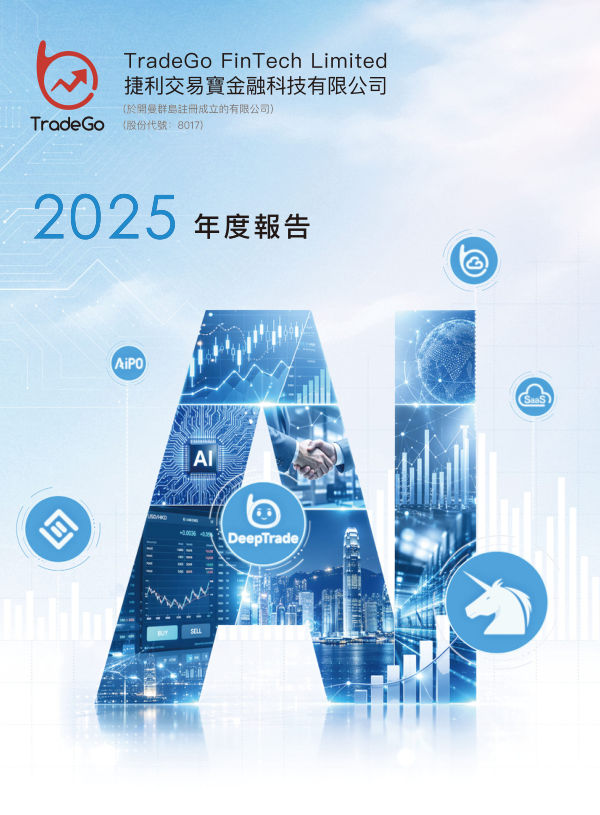 TradeGo FinTech Limited
捷利交易寶金融科技有限公司
(於開曼群島註冊成立的有限公司)
(股份代號：8017)
TradeGo
2025 年度報告
AiPO
SaaS
AI
DeepTrade
USD/HKD
BUY
SELL